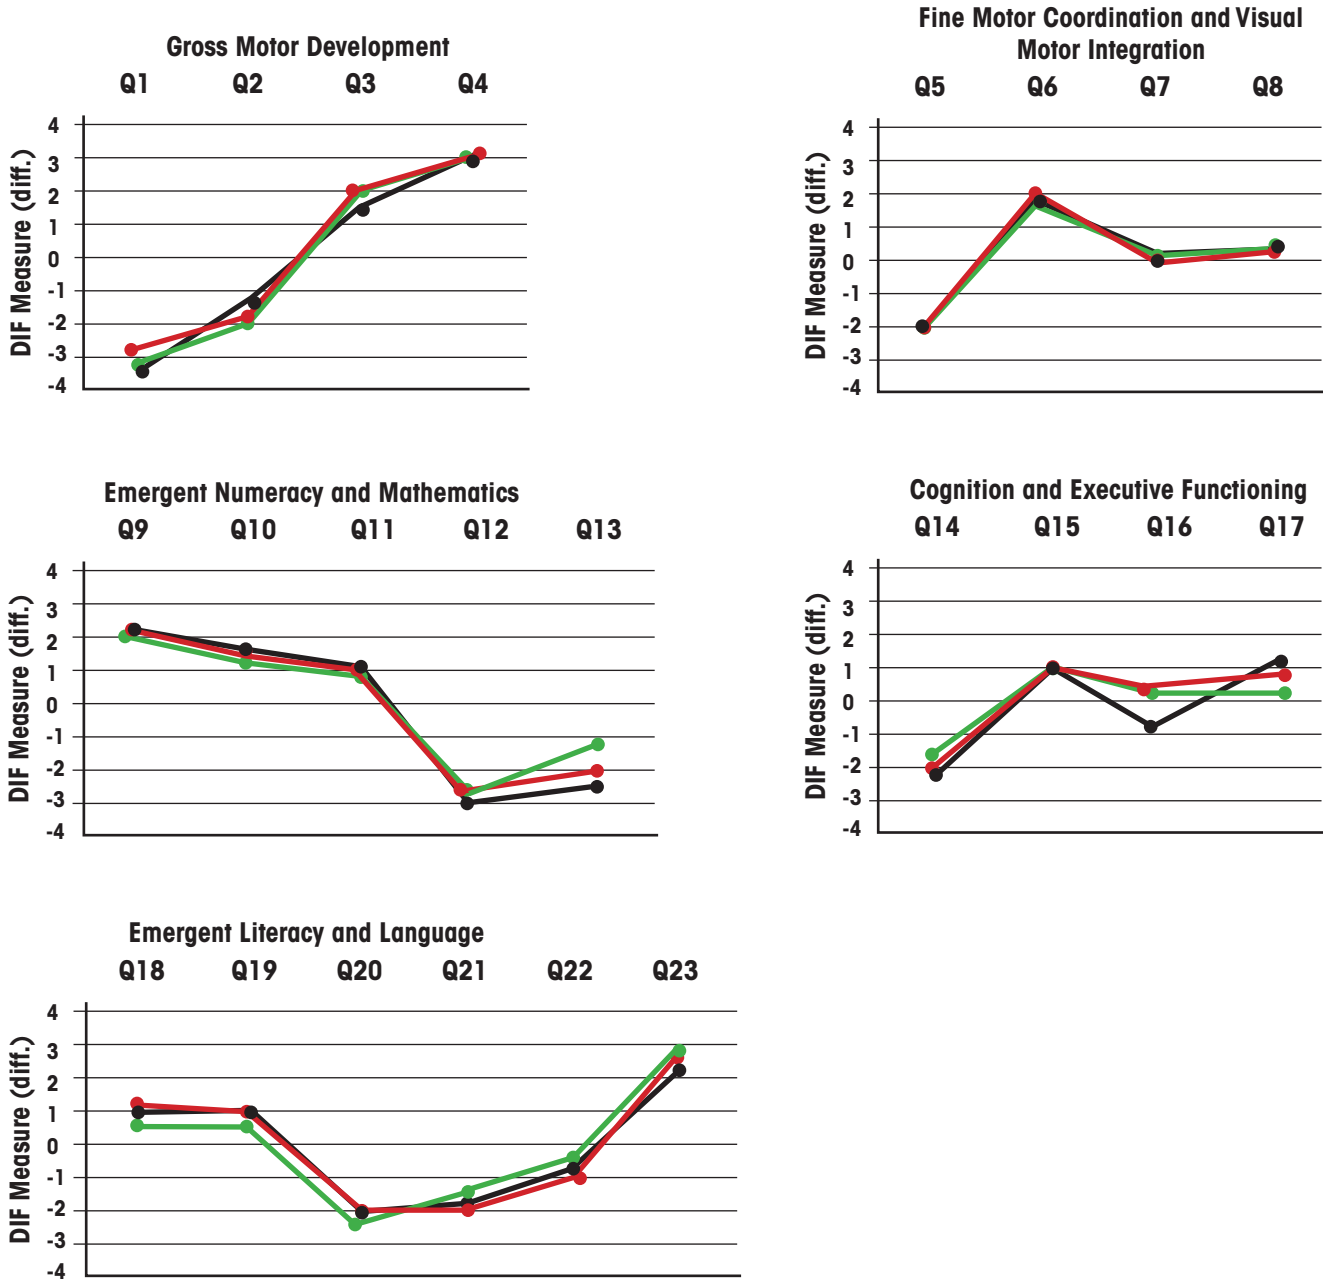 Gross Motor Development
Q1 Q2 Q3 Q4
DIF Measure (diff.)
4
3
2
1
0
-1
-2
-3
-4
Fine Motor Coordination and Visual
Motor Integration
Q5 Q6 Q7 Q8
DIF Measure (diff.)
4
3
2
1
0
-1
-2
-3
-4
Emergent Numeracy and Mathematics
Q9 Q10 Q11 Q12 Q13
DIF Measure (diff.)
4
3
2
1
0
-1
-2
-3
-4
Cognition and Executive Functioning
Q14 Q15 Q16 Q17
DIF Measure (diff.)
4
3
2
1
0
-1
-2
-3
-4
Emergent Literacy and Language
Q18 Q19 Q20 Q21 Q22 Q23
DIF Measure (diff.)
4
3
2
1
0
-1
-2
-3
-4